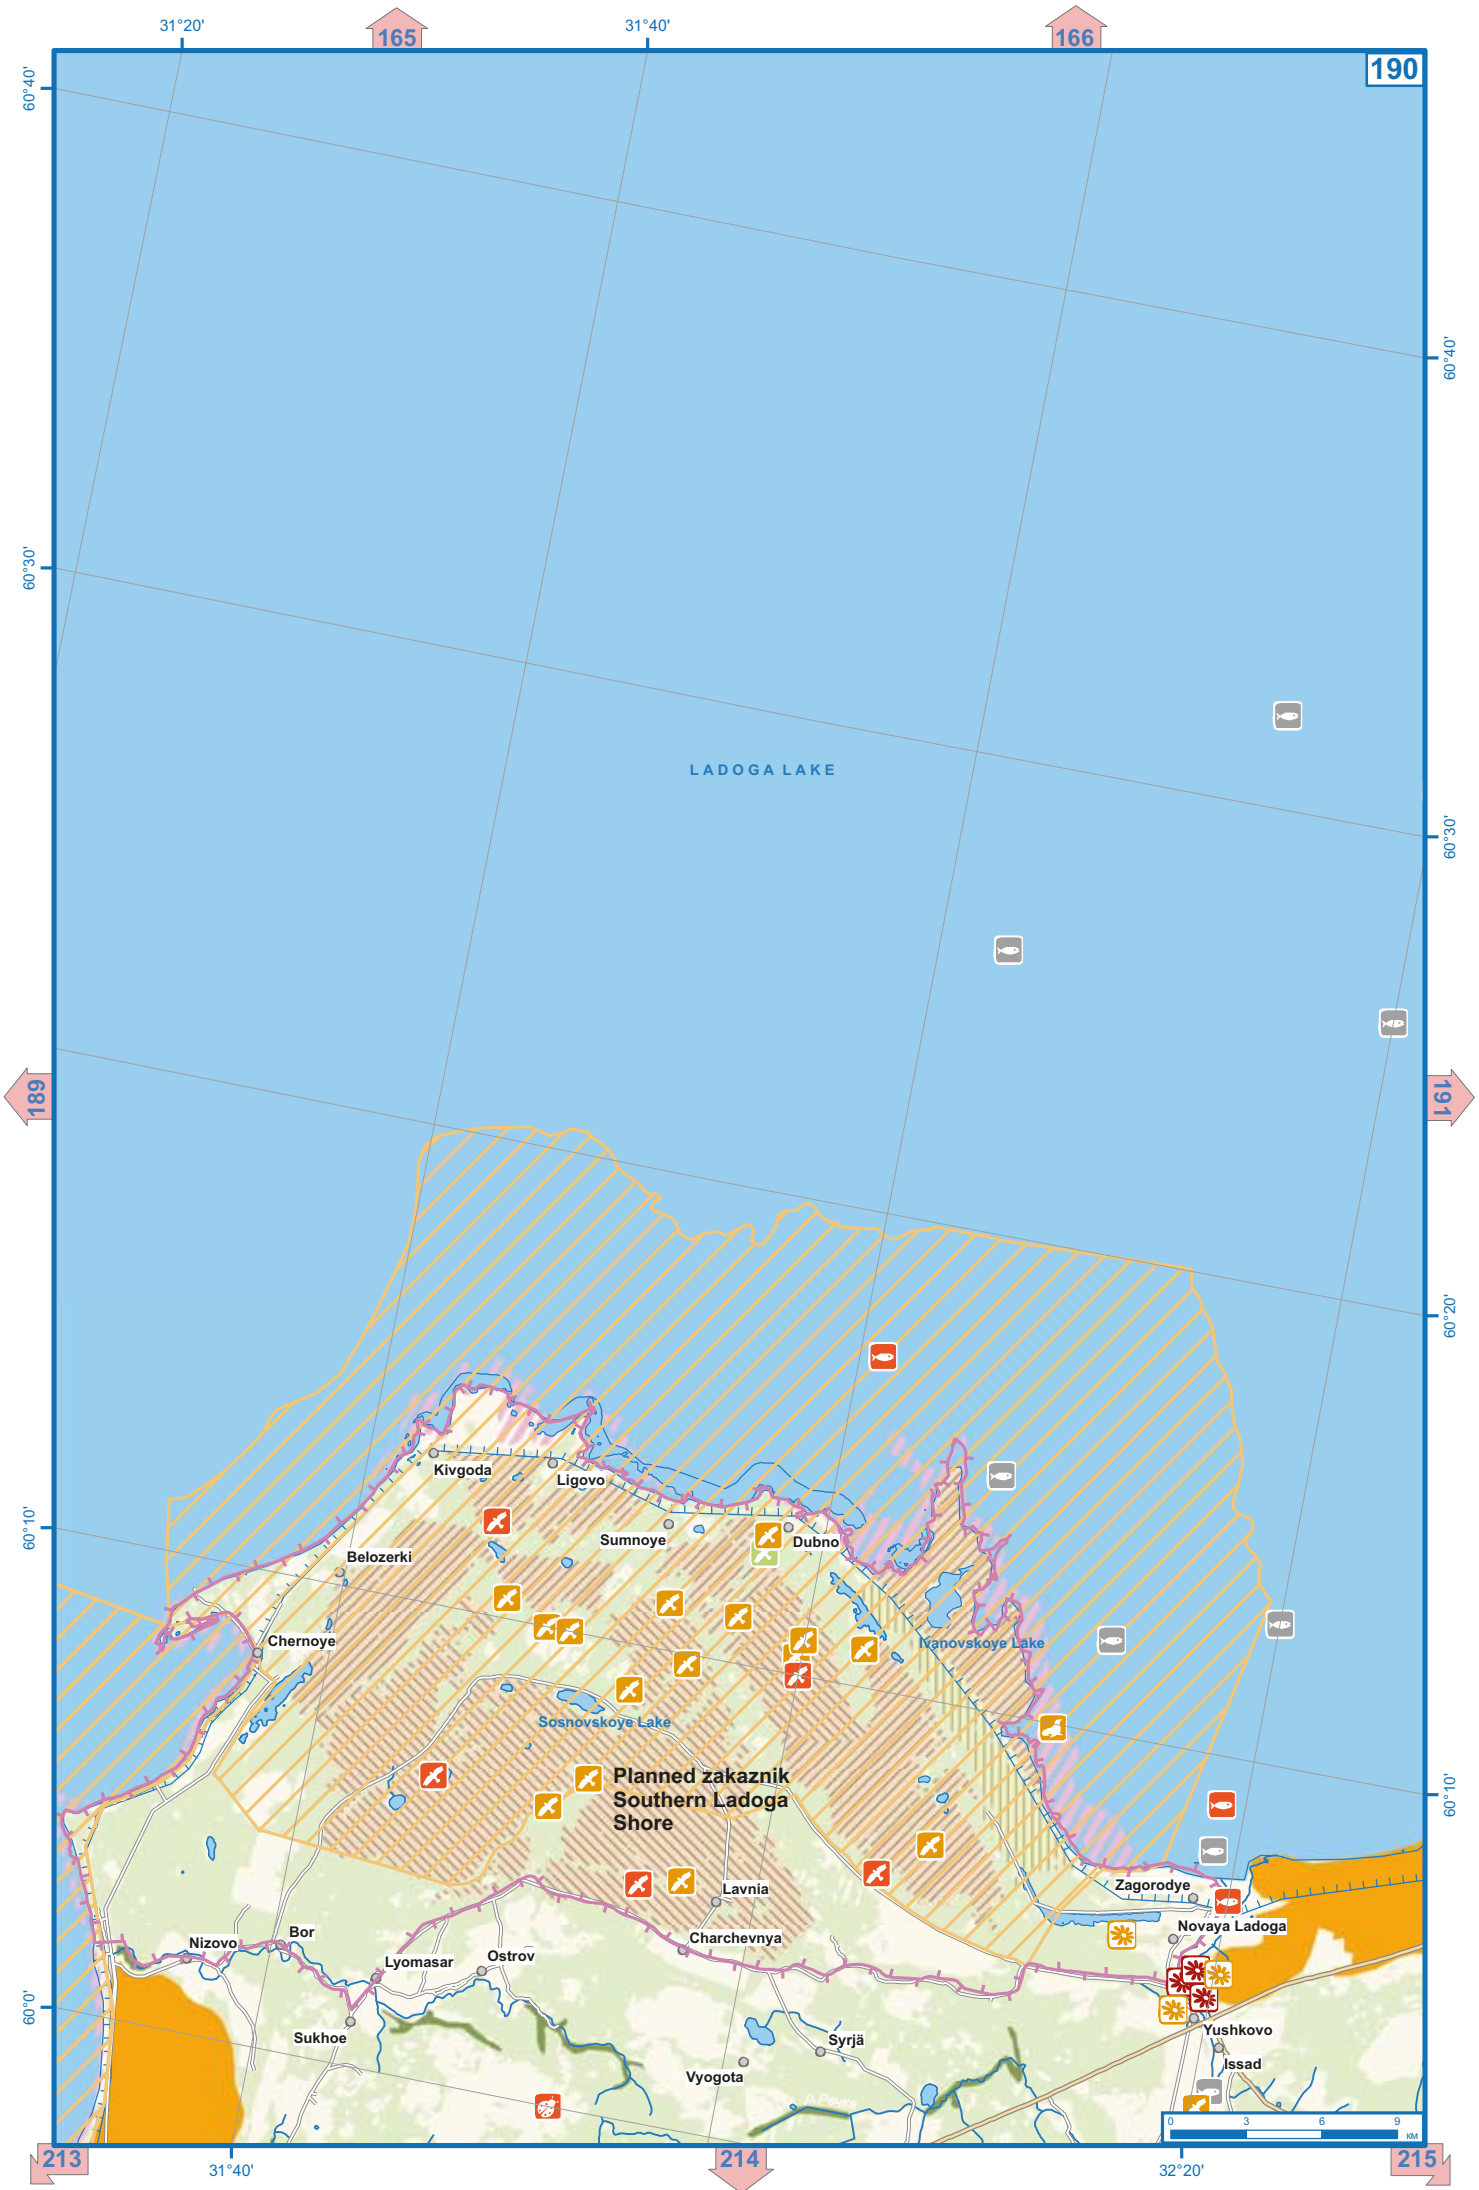 31°20'
165
31°40'
166
190
60°40'
60°40'
60°30'
LADOGA LAKE
60°30'
189
191
60°20'
Kivgoda
Ligovo
60°10'
Sumnoye
Dubno
Belozerki
Chernoye
Ivanovskoye Lake
Sosnovskoye Lake
Planned zakaznik
Southern Ladoga
Shore
60°10'
Zagorodye
Lavnia
Novaya Ladoga
Bor
Nizovo
Charchevnya
Ostrov
Lyomasar
60°0'
Sukhoe
Yushkovo
Syrjä
Issad
Vyogota
0 3 6 9
КМ
213
31°40'
214
32°20'
215